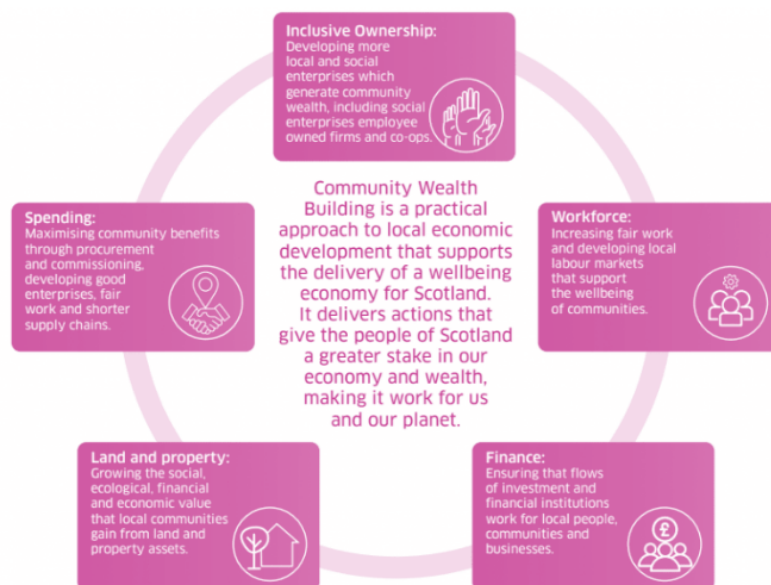 Inclusive Ownership:
Developing more
local and social
enterprises which
generate community
wealth, including social
enterprises employee
owned firms and co-ops.
Spending:
Maximising community benefits
through procurement
and commissioning,
developing good
enterprises, fair
work and shorter
supply chains.
Community Wealth
Building is a practical
approach to local economic
development that supports
the delivery of a wellbeing
economy for Scotland.
It delivers actions that
give the people of Scotland
a greater stake in our
economy and wealth,
making it work for us
and our planet.
Workforce:
Increasing fair work
and developing local
labour markets
that support
the wellbeing
of communities.
Land and property:
Growing the social,
ecological, financial
and economic value
that local communities
gain from land and
property assets.
Finance:
Ensuring that flows
of investment and
financial institutions
work for local people,
communities and
businesses.
£